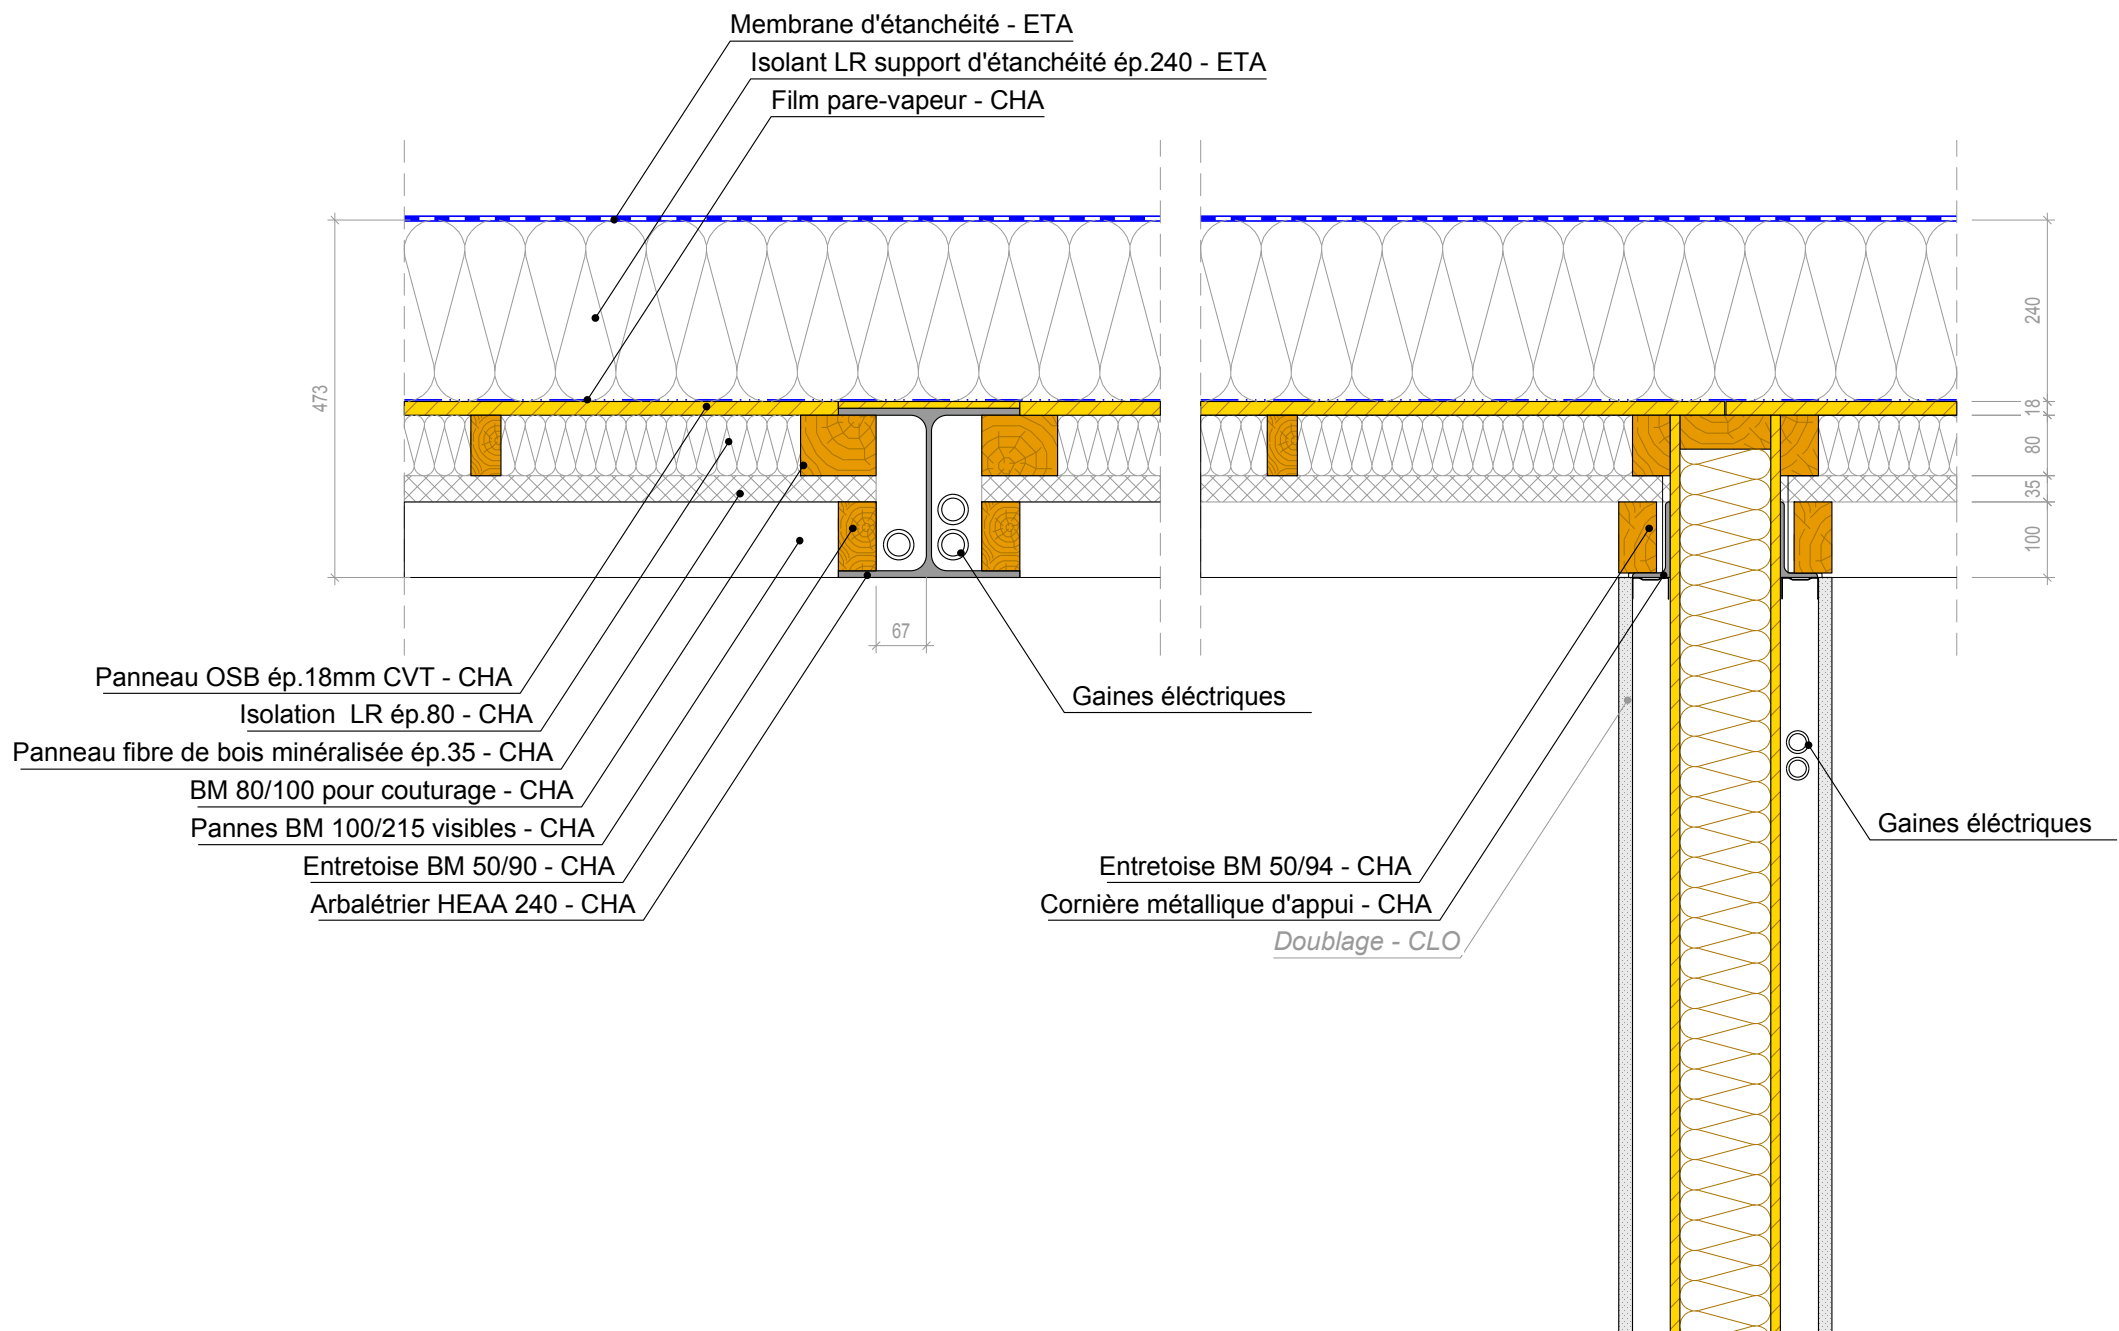 Membrane d'étanchéité - ETA
Isolant LR support d'étanchéité ép.240 - ETA
Film pare-vapeur - CHA
473
240
18
80
35
100
67
Panneau OSB ép.18mm CVT - CHA
Isolation  LR ép.80 - CHA
Panneau fibre de bois minéralisée ép.35 - CHA
BM 80/100 pour couturage - CHA
Pannes BM 100/215 visibles - CHA
Entretoise BM 50/90 - CHA
Arbalétrier HEAA 240 - CHA
Gaines éléctriques
Entretoise BM 50/94 - CHA
Cornière métallique d'appui - CHA
Doublage - CLO
Gaines éléctriques